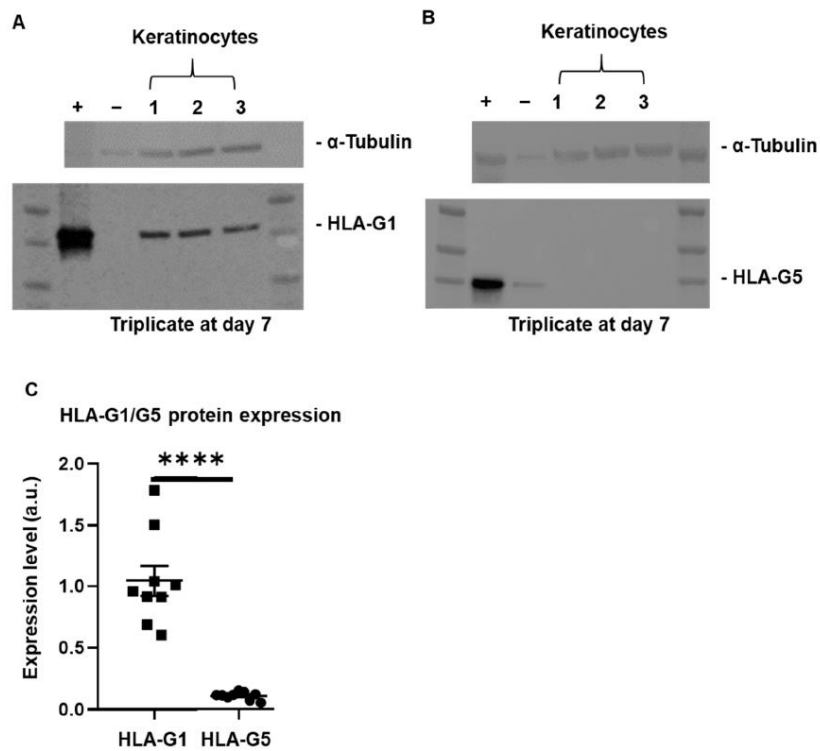 A
Keratinocytes
+ − 1 2 3
- α-Tubulin
- HLA-G1
Triplicate at day 7
B
Keratinocytes
+ − 1 2 3
- α-Tubulin
- HLA-G5
Triplicate at day 7
C
HLA-G1/G5 protein expression
****
Expression level (a.u.)
2.0
1.5
1.0
0.5
0.0
HLA-G1 HLA-G5